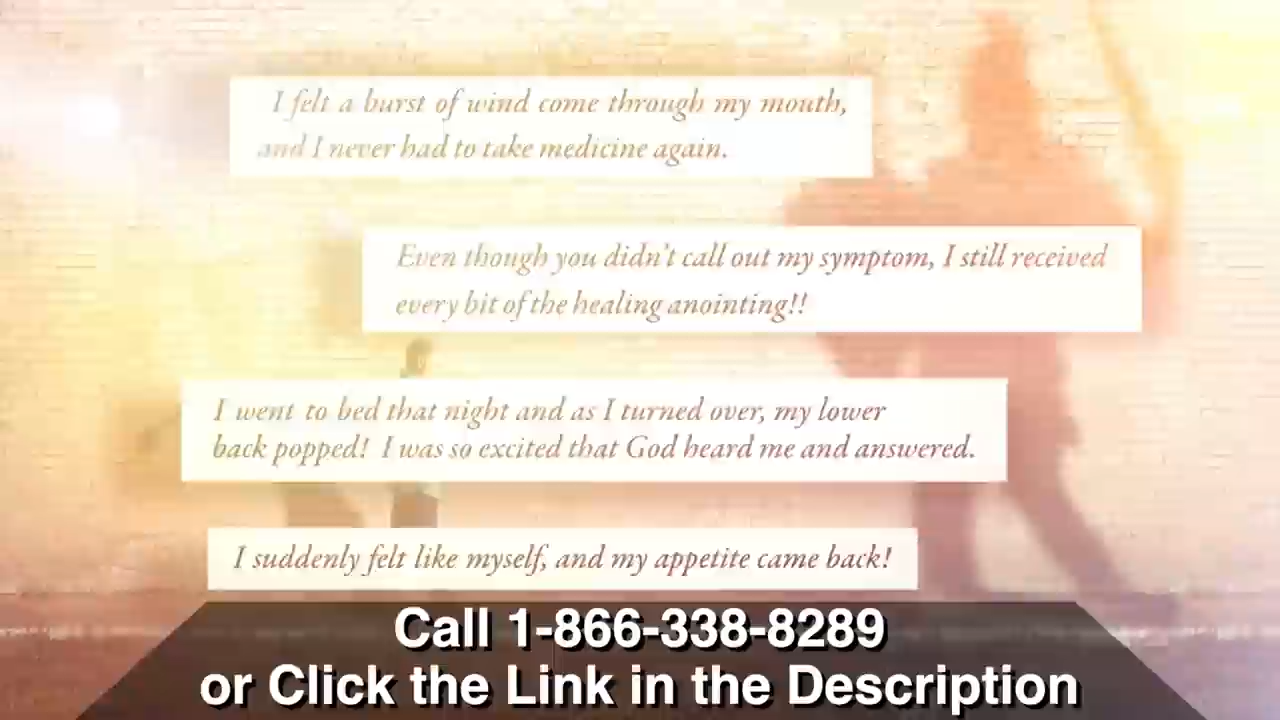 I felt a burst of wind come through my mouth,
and I never had to take medicine again.
Even though you didn't call out my symptom, I still received
every bit of the healing anointing!!
I went to bed that night and as I turned over, my lower
back popped! I was so excited that God heard me and answered.
I suddenly felt like myself, and my appetite came back!
Call 1-866-338-8289
or Click the Link in the Description